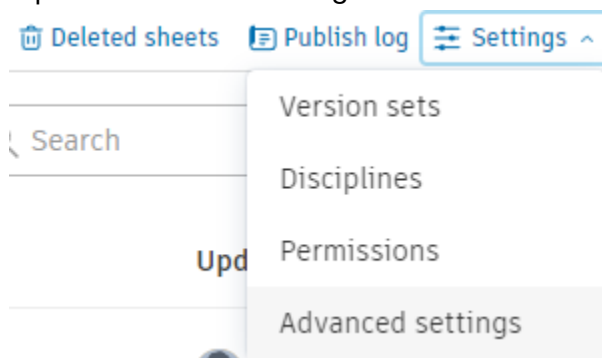 Deleted sheets Publish log Settings
Version sets
Search
Disciplines
Permissions
Upd
Advanced settings